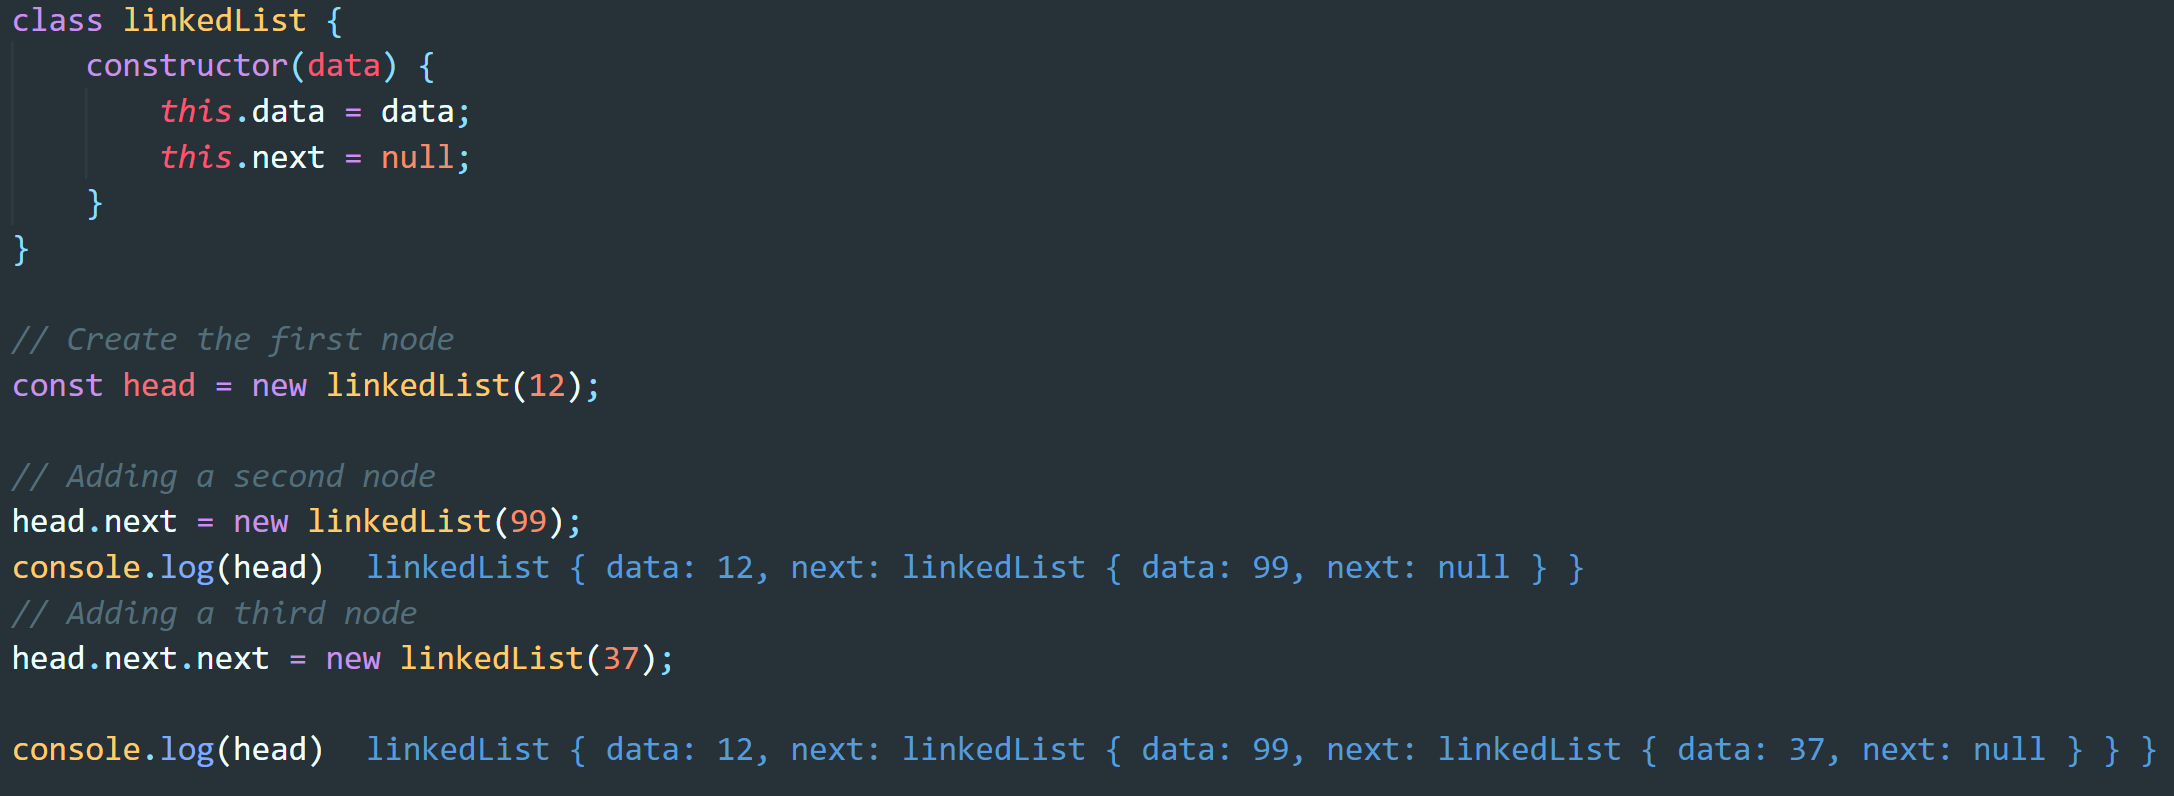 class linkedList {
    constructor(data) {
        this.data = data;
        this.next = null;
    }
}

// Create the first node
const head = new linkedList(12);

// Adding a second node
head.next = new linkedList(99);
console.log(head)  linkedList { data: 12, next: linkedList { data: 99, next: null } }
// Adding a third node
head.next.next = new linkedList(37);

console.log(head)  linkedList { data: 12, next: linkedList { data: 99, next: linkedList { data: 37, next: null } } }